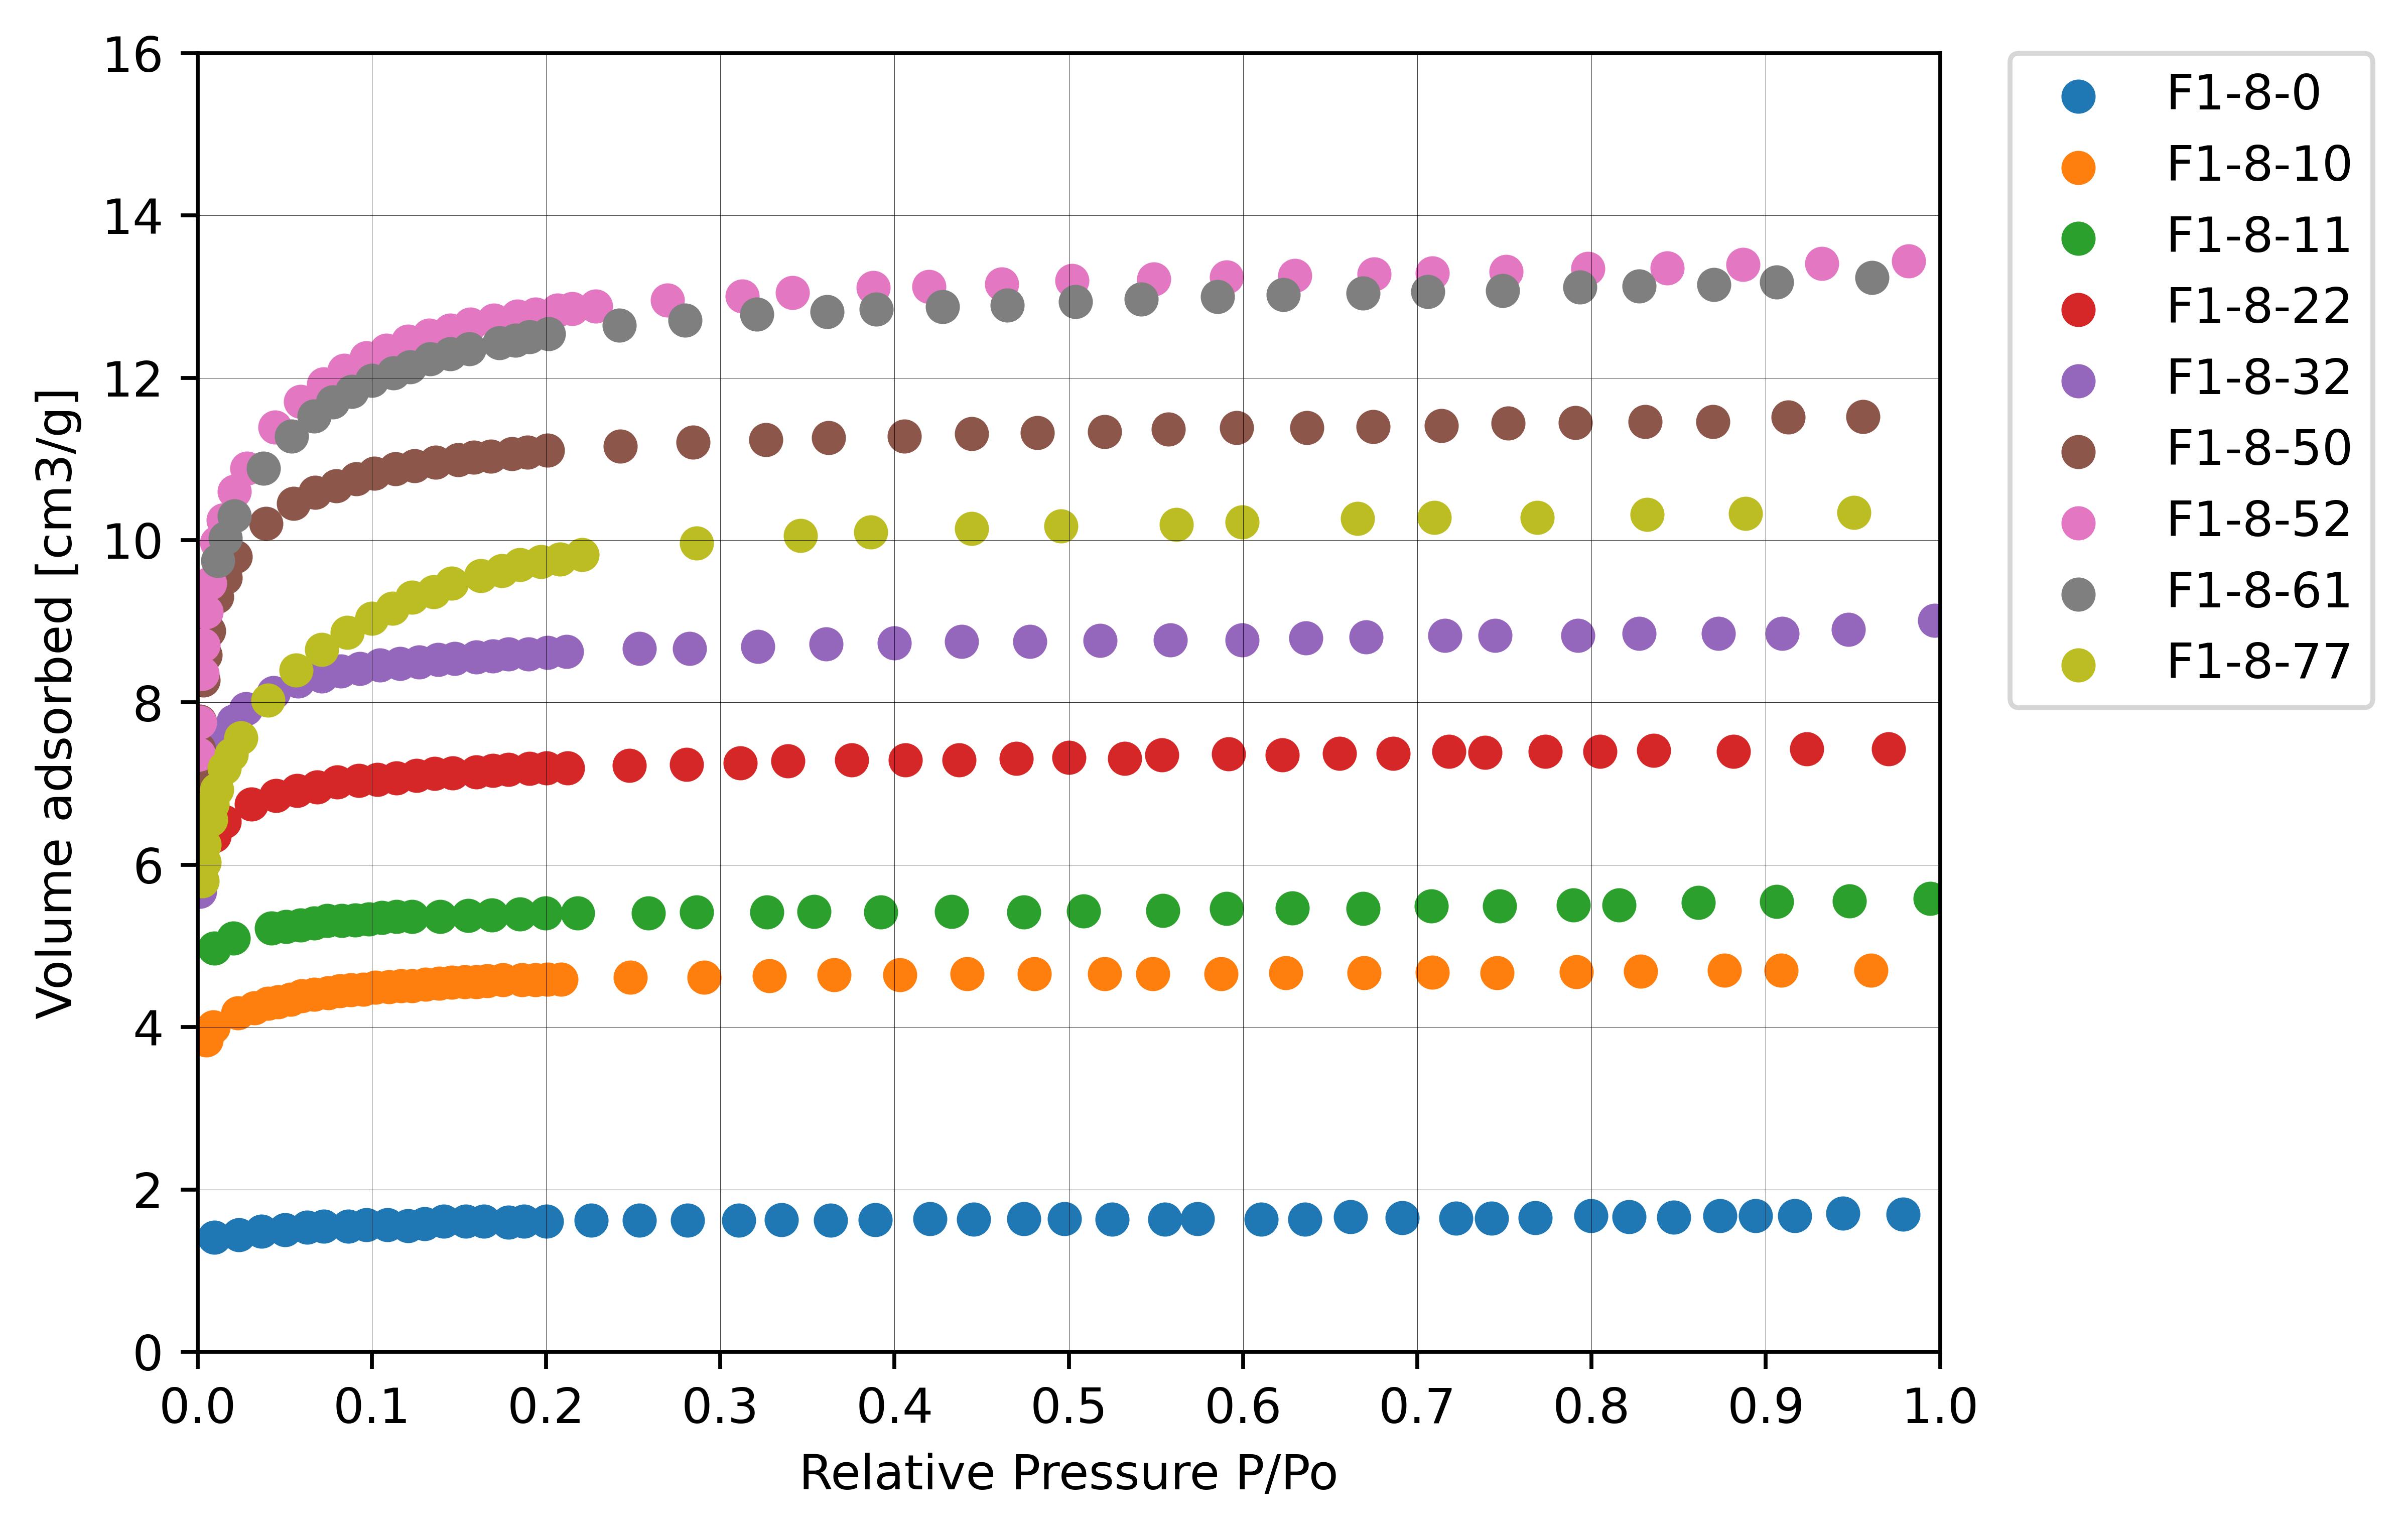 16
14
12
10
8
6
4
2
0
Volume adsorbed [cm3/g]
0.0 0.1 0.2 0.3 0.4 0.5 0.6 0.7 0.8 0.9 1.0
Relative Pressure P/Po
F1-8-0
F1-8-10
F1-8-11
F1-8-22
F1-8-32
F1-8-50
F1-8-52
F1-8-61
F1-8-77